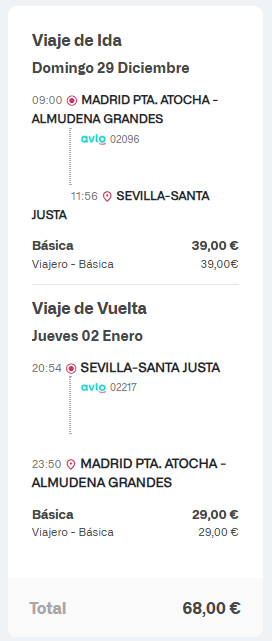 Viaje de Ida
Domingo 29 Diciembre
09:00 MADRID PTA. ATOCHA -
ALMUDENA GRANDES
avlo 02096
11:56 SEVILLA-SANTA
JUSTA
Básica 39,00 €
Viajero - Básica 39,00€
Viaje de Vuelta
Jueves 02 Enero
20:54 SEVILLA-SANTA JUSTA
avlo 02217
23:50 MADRID PTA. ATOCHA -
ALMUDENA GRANDES
Básica 29,00 €
Viajero - Básica 29,00 €
Total 68,00 €